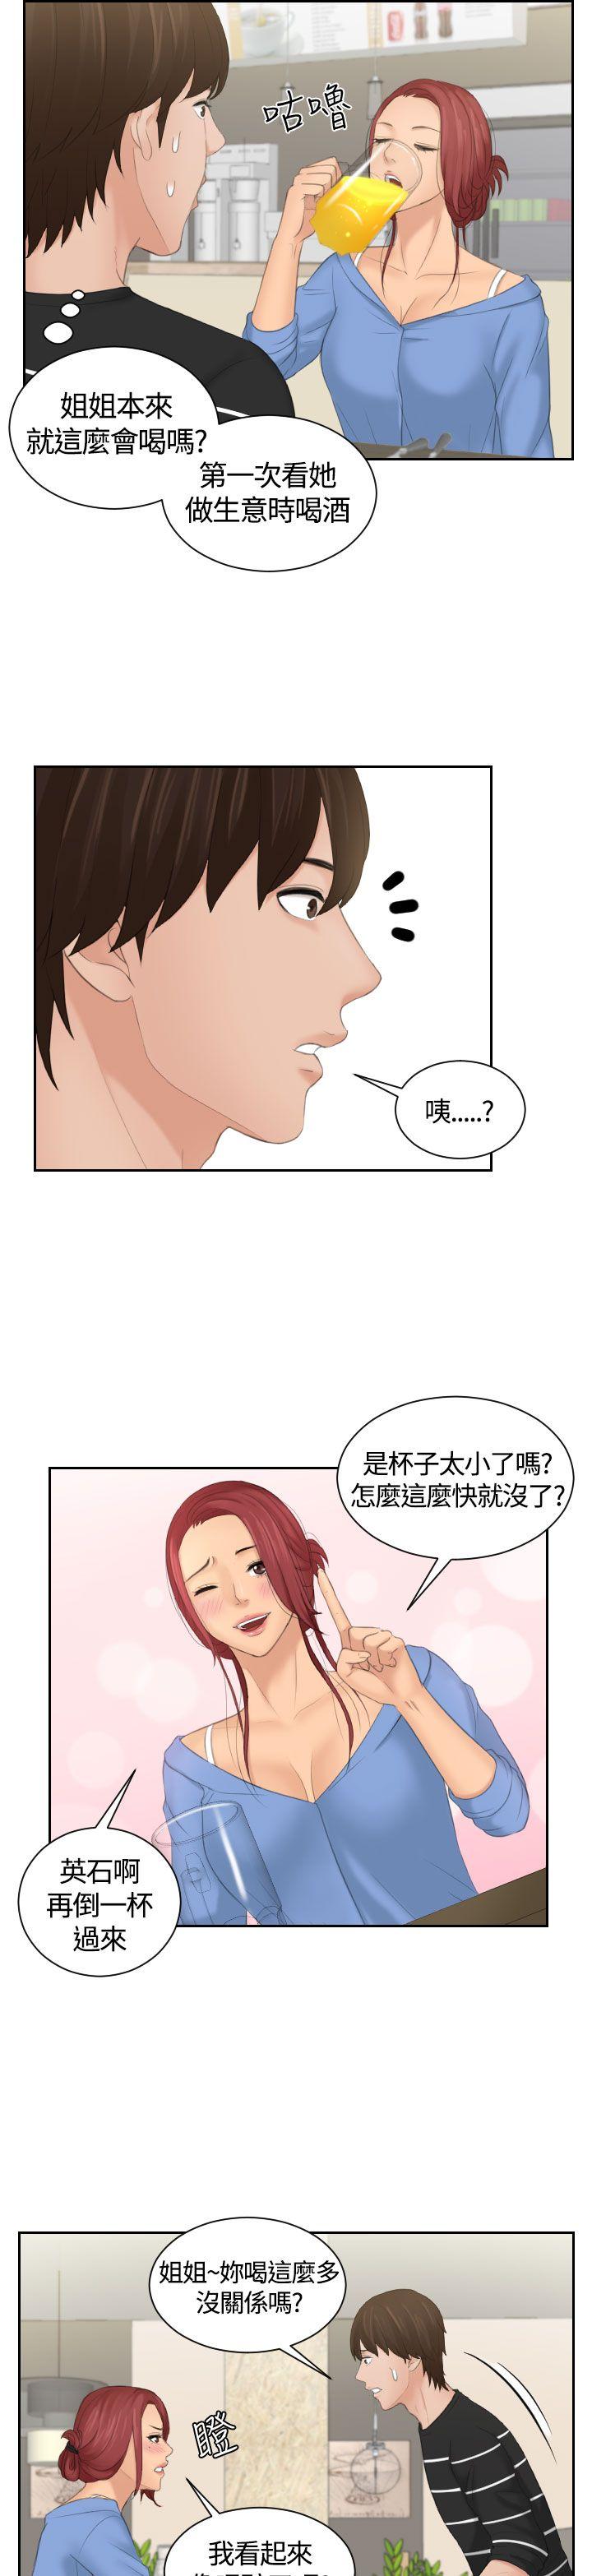 咕嚕
姐姐本來
就這麼會喝嗎?
第一次看她
做生意時喝酒
咦.....?
是杯子太小了嗎?
怎麼這麼快就沒了?
英石啊
再倒一杯
過來
姐姐~妳喝這麼多
沒關係嗎?
瞪
我看起來